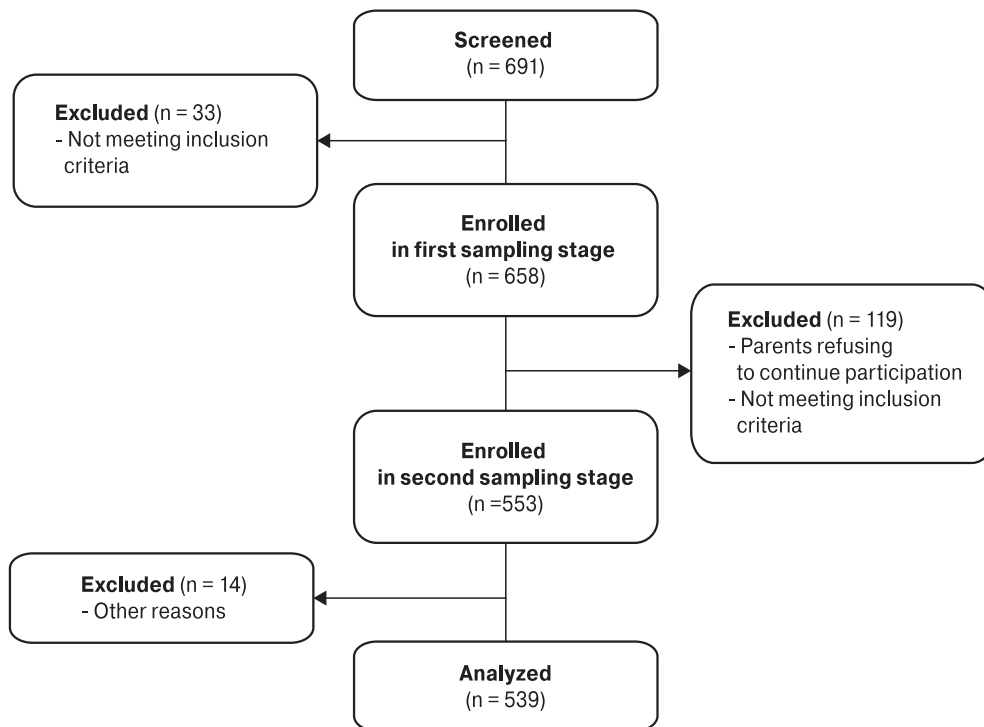 Screened
(n = 691)
Excluded (n = 33)
- Not meeting inclusion
criteria
Enrolled
in first sampling stage
(n = 658)
Excluded (n = 119)
- Parents refusing
to continue participation
- Not meeting inclusion
criteria
Enrolled
in second sampling stage
(n =553)
Excluded (n = 14)
- Other reasons
Analyzed
(n = 539)